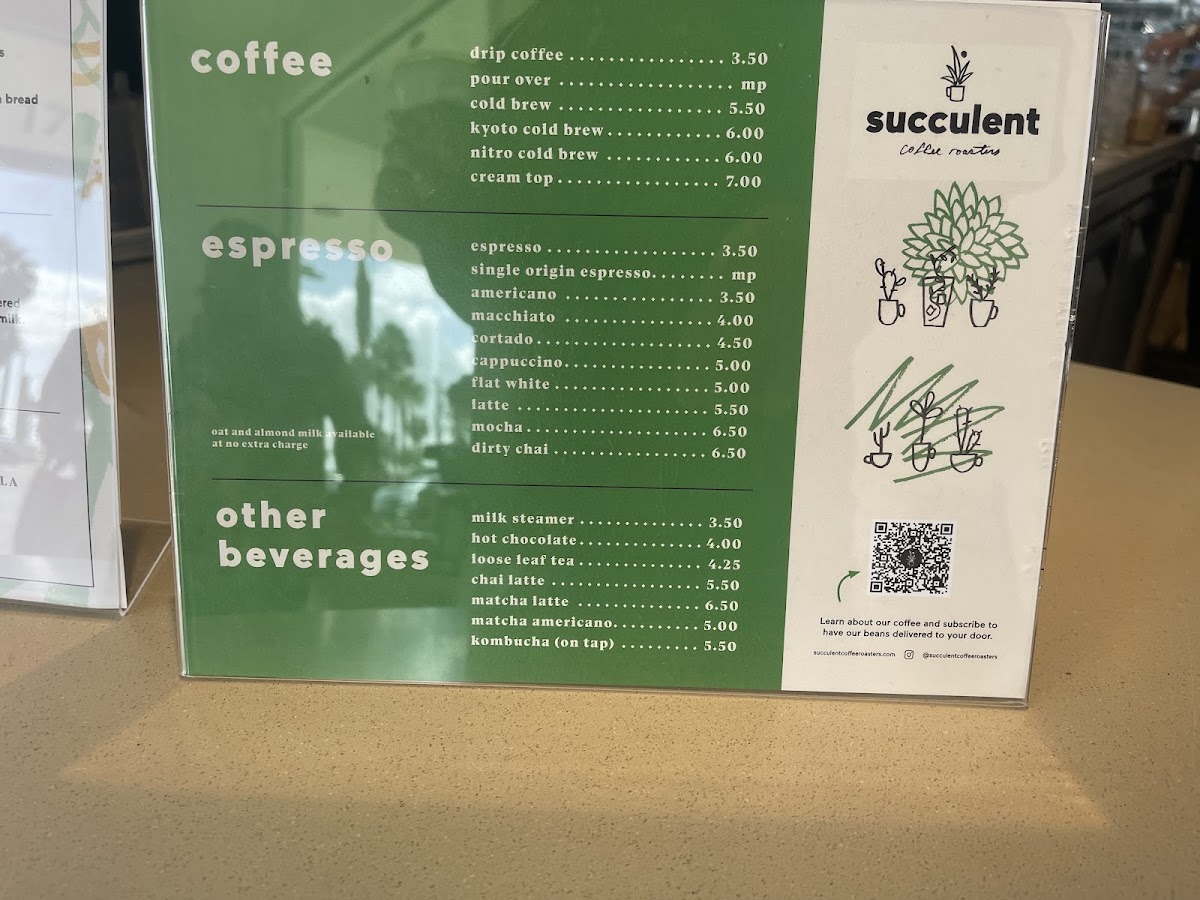 s
bread
ered
milk.
LA
coffee
drip coffee . . . . . . . . . . . . . . . . 3.50
pour over . . . . . . . . . . . . . . . . . . mp
cold brew . . . . . . . . . . . . . . . . . 5.50
kyoto cold brew . . . . . . . . . . . . 6.00
nitro cold brew . . . . . . . . . . . . 6.00
cream top . . . . . . . . . . . . . . . . . 7.00
espresso
espresso . . . . . . . . . . . . . . . . . . 3.50
single origin espresso. . . . . . . . mp
americano . . . . . . . . . . . . . . . . 3.50
macchiato . . . . . . . . . . . . . . . . 4.00
cortado . . . . . . . . . . . . . . . . . . 4.50
cappuccino. . . . . . . . . . . . . . . 5.00
flat white . . . . . . . . . . . . . . . . 5.00
latte . . . . . . . . . . . . . . . . . . . . 5.50
mocha . . . . . . . . . . . . . . . . . . . 6.50
dirty chai . . . . . . . . . . . . . . . . 6.50
oat and almond milk available
at no extra charge
other
beverages
milk steamer . . . . . . . . . . . . . . 3.50
hot chocolate . . . . . . . . . . . . . . 4.00
loose leaf tea . . . . . . . . . . . . . . 4.25
chai latte . . . . . . . . . . . . . . . . . 5.50
matcha latte . . . . . . . . . . . . . . 6.50
matcha americano. . . . . . . . . . 5.00
kombucha (on tap) . . . . . . . . . 5.50
succulent
coffee roasters
Learn about our coffee and subscribe to
have our beans delivered to your door.
succulentcoffeeroasters.com @succulentcoffeeroasters